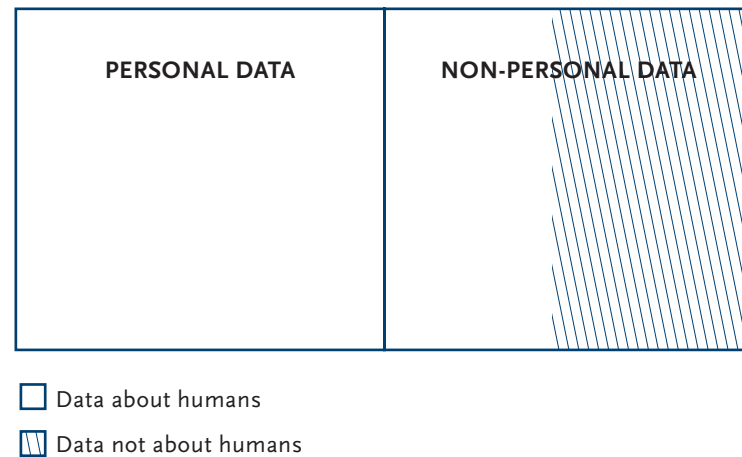 PERSONAL DATA
NON-PERSONAL DATA
Data about humans
Data not about humans